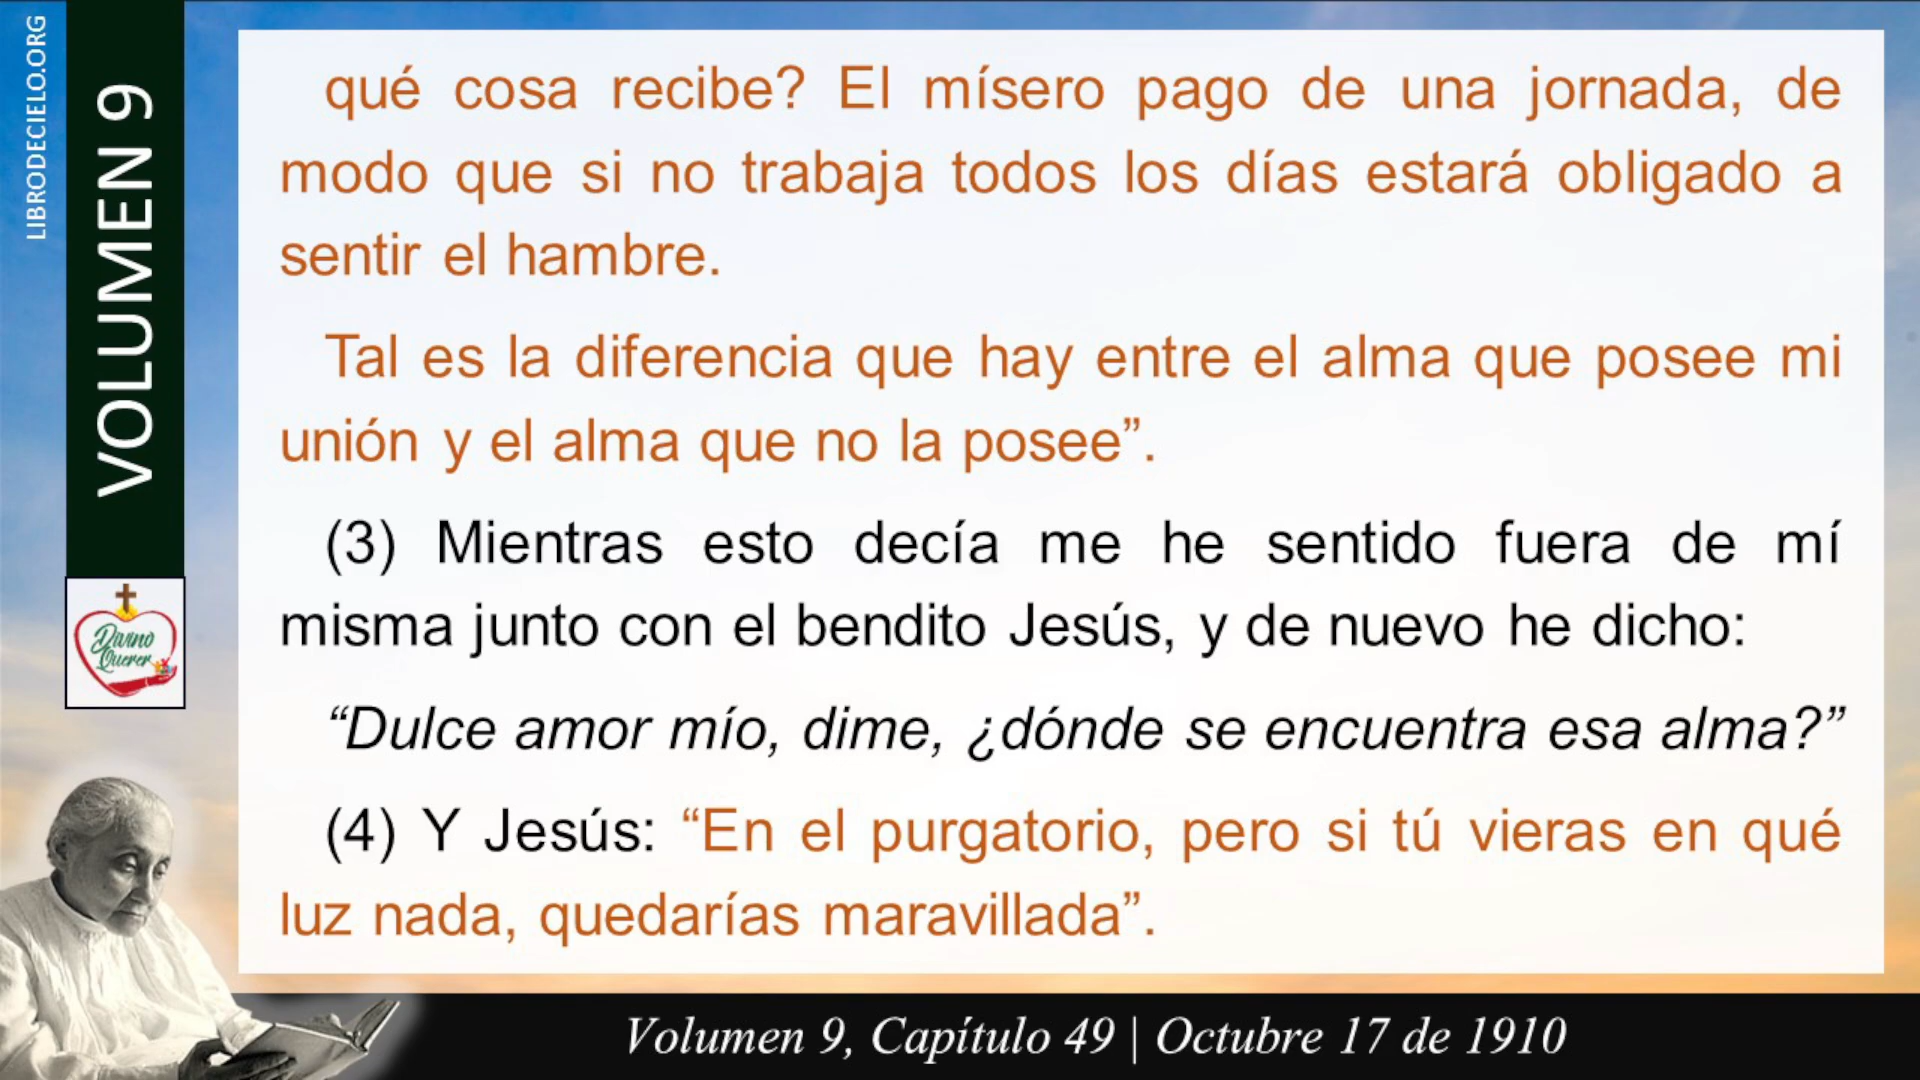 LIBRODECIELO.ORG
VOLUMEN 9
Divino
Querer
qué cosa recibe? El mísero pago de una jornada, de
modo que si no trabaja todos los días estará obligado a
sentir el hambre.
Tal es la diferencia que hay entre el alma que posee mi
unión y el alma que no la posee”.
(3) Mientras esto decía me he sentido fuera de mí
misma junto con el bendito Jesús, y de nuevo he dicho:
“Dulce amor mío, dime, ¿dónde se encuentra esa alma?”
(4) Y Jesús: “En el purgatorio, pero si tú vieras en qué
luz nada, quedarías maravillada”.
Volumen 9, Capítulo 49 | Octubre 17 de 1910